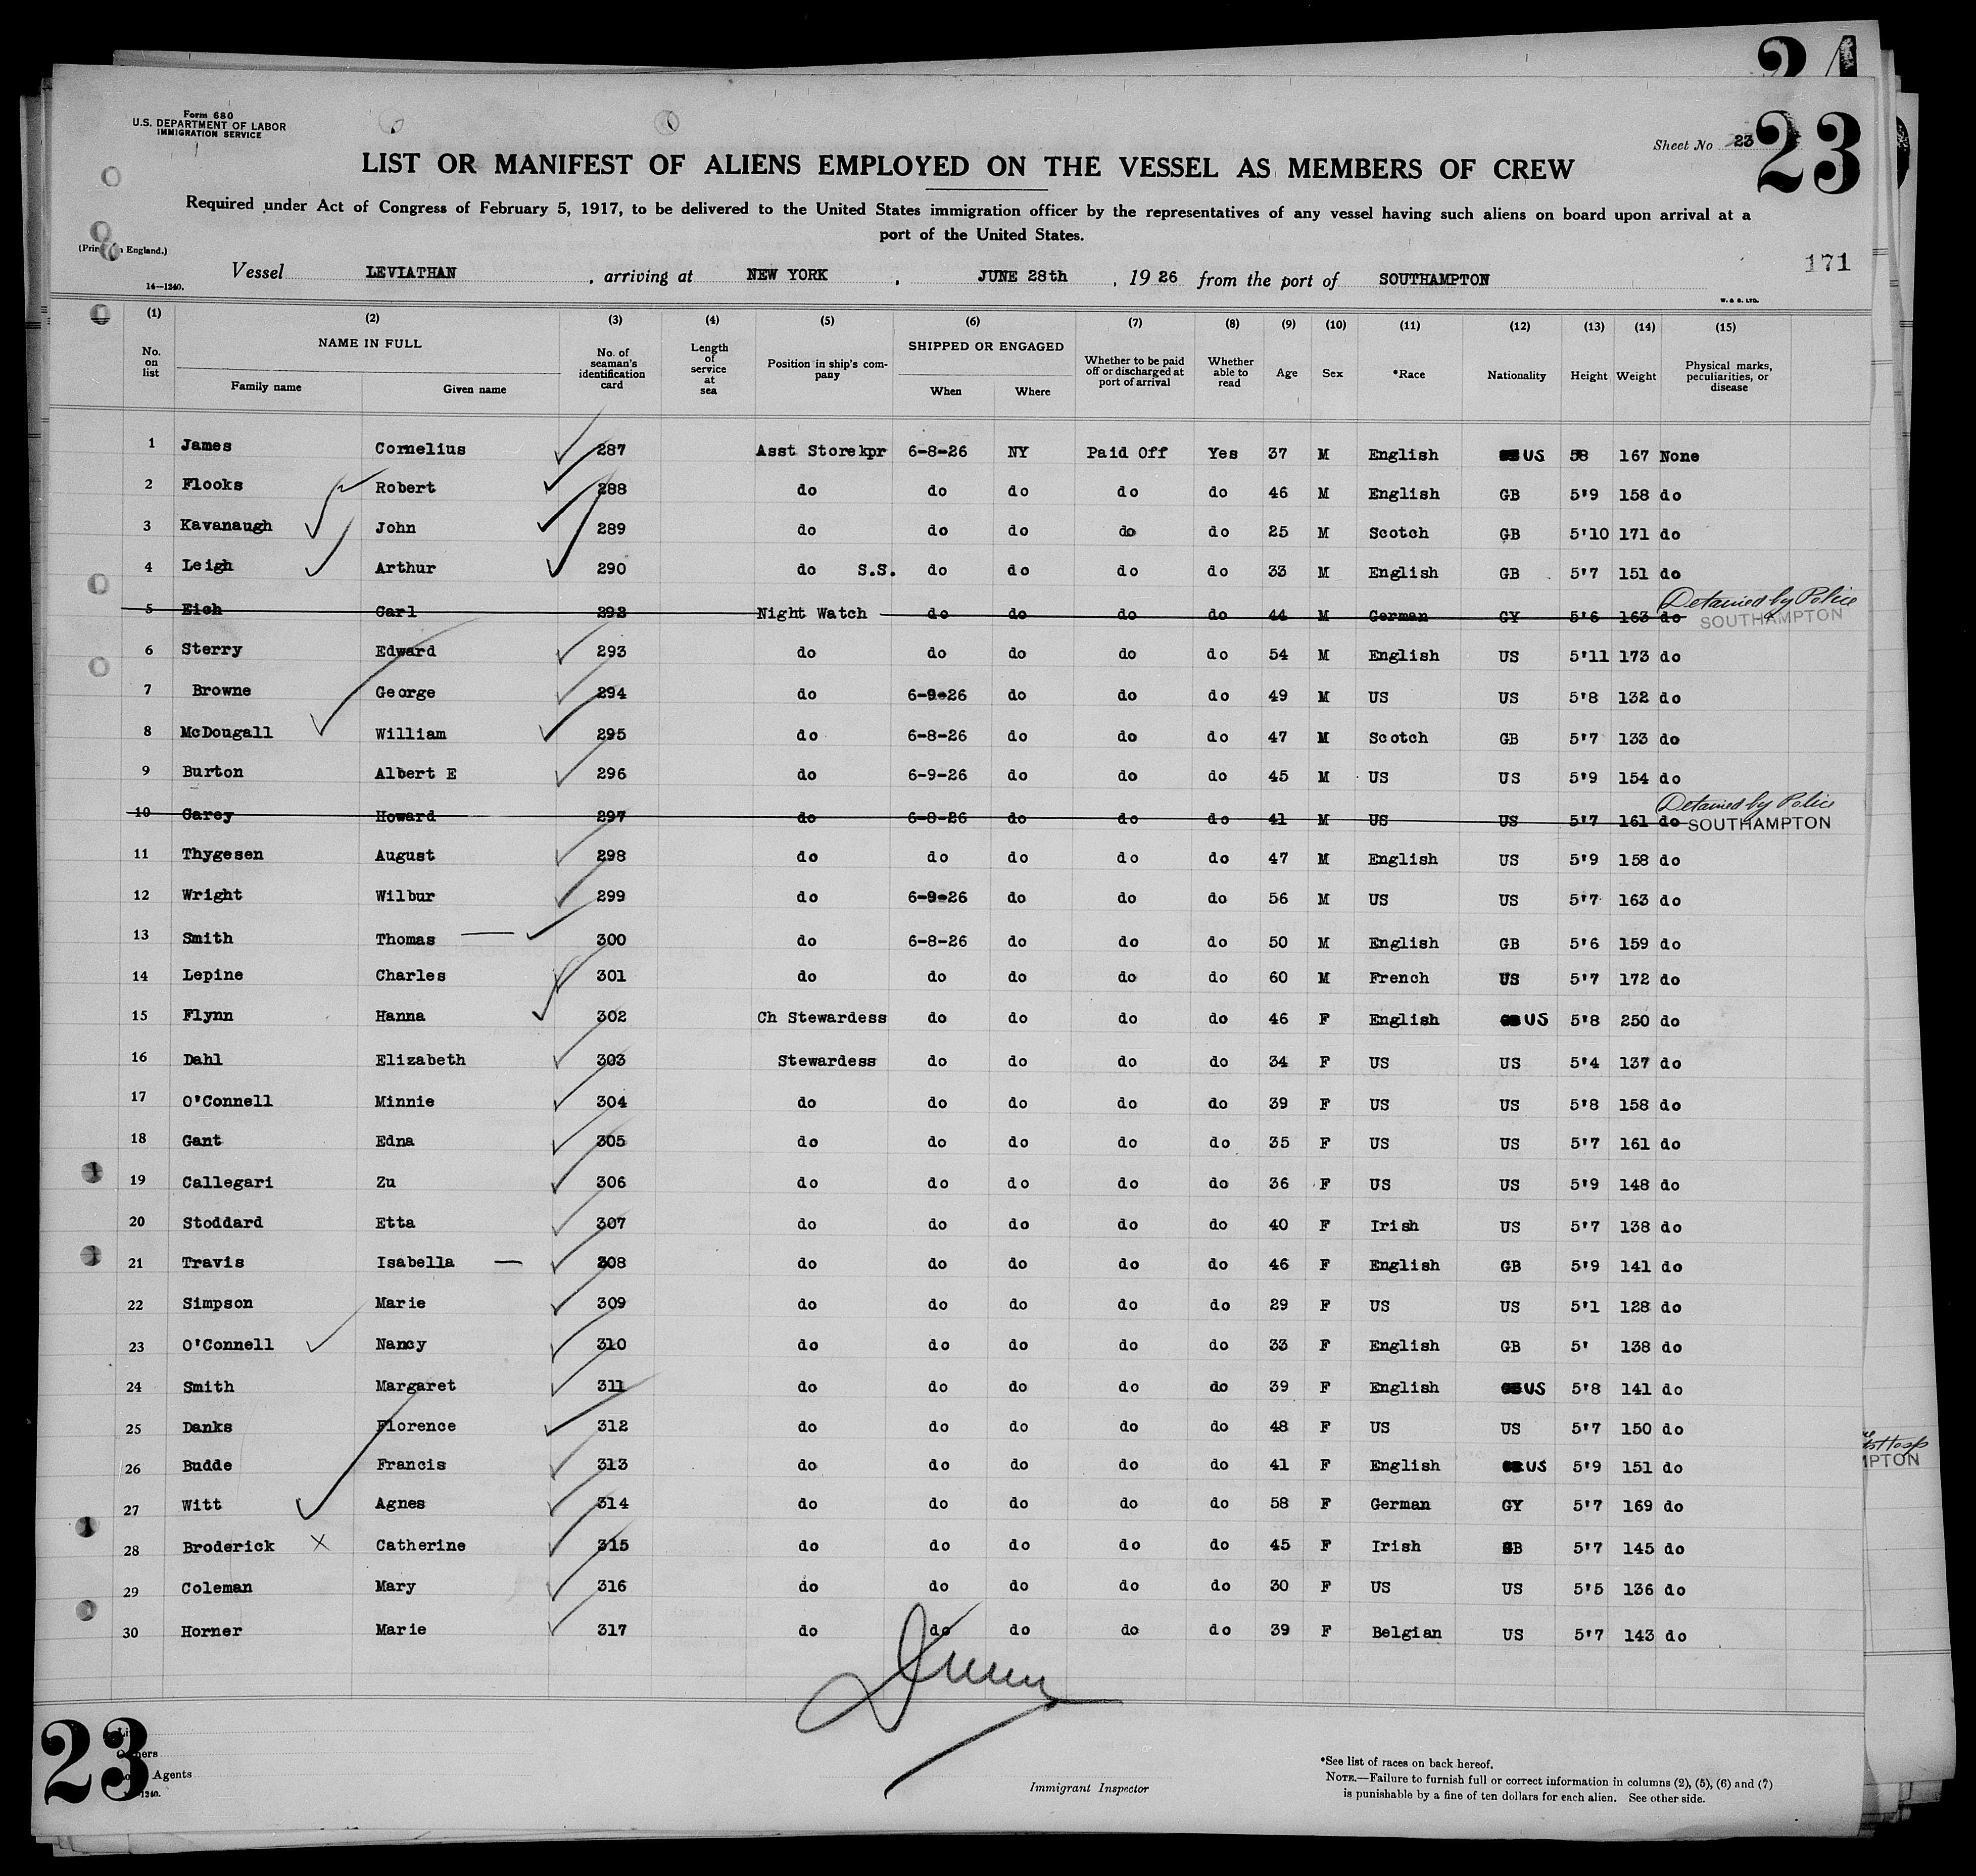 24
23
Form 680
U.S. DEPARTMENT OF LABOR
IMMIGRATION SERVICE
Sheet No 23
LIST OR MANIFEST OF ALIENS EMPLOYED ON THE VESSEL AS MEMBERS OF CREW
Required under Act of Congress of February 5, 1917, to be delivered to the United States immigration officer by the representatives of any vessel having such aliens on board upon arrival at a
port of the United States.
England.)
171
Vessel LEVIATHAN , arriving at NEW YORK , JUNE 28th , 19 26 from the port of SOUTHAMPTON
14—1240.
W. & S. LTD.
(1) (2) (3) (4) (5) (6) (7) (8) (9) (10) (11) (12) (13) (14) (15)
No. on list NAME IN FULL Family name Given name No. of seaman's identification card Length of service at sea Position in ship's company SHIPPED OR ENGAGED When Where Whether to be paid off or discharged at port of arrival Whether able to read Age Sex *Race Nationality Height Weight Physical marks, peculiarities, or disease
1 James Cornelius 287 Asst Storekpr 6-8-26 NY Paid Off Yes 37 M English US 58 167 None
2 Flooks Robert 288 do do do do do 46 M English GB 5'9 158 do
3 Kavanaugh John 289 do do do do do 25 M Scotch GB 5'10 171 do
4 Leigh Arthur 290 do S.S. do do do do 33 M English GB 5'7 151 do
5 Eich Carl 292 Night Watch do do do do 44 M German GY 5'6 163 do Detained by Police SOUTHAMPTON
6 Sterry Edward 293 do do do do do 54 M English US 5'11 173 do
7 Browne George 294 do 6-9-26 do do do 49 M US US 5'8 132 do
8 McDougall William 295 do 6-8-26 do do do 47 M Scotch GB 5'7 133 do
9 Burton Albert E 296 do 6-9-26 do do do 45 M US US 5'9 154 do
10 Carey Howard 297 do 6-8-26 do do do 41 M US US 5'7 161 do Detained by Police SOUTHAMPTON
11 Thygesen August 298 do do do do do 47 M English US 5'9 158 do
12 Wright Wilbur 299 do 6-9-26 do do do 56 M US US 5'7 163 do
13 Smith Thomas 300 do 6-8-26 do do do 50 M English GB 5'6 159 do
14 Lepine Charles 301 do do do do do 60 M French US 5'7 172 do
15 Flynn Hanna 302 Ch Stewardess do do do do 46 F English US 5'8 250 do
16 Dahl Elizabeth 303 Stewardess do do do do 34 F US US 5'4 137 do
17 O'Connell Minnie 304 do do do do do 39 F US US 5'8 158 do
18 Gant Edna 305 do do do do do 35 F US US 5'7 161 do
19 Callegari Zu 306 do do do do do 36 F US US 5'9 148 do
20 Stoddard Etta 307 do do do do do 40 F Irish US 5'7 138 do
21 Travis Isabella 308 do do do do do 46 F English GB 5'9 141 do
22 Simpson Marie 309 do do do do do 29 F US US 5'1 128 do
23 O'Connell Nancy 310 do do do do do 33 F English GB 5' 138 do
24 Smith Margaret 311 do do do do do 39 F English US 5'8 141 do
25 Danks Florence 312 do do do do do 48 F US US 5'7 150 do
26 Budde Francis 313 do do do do do 41 F English US 5'9 151 do
27 Witt Agnes 314 do do do do do 58 F German GY 5'7 169 do
28 Broderick X Catherine 315 do do do do do 45 F Irish GB 5'7 145 do
29 Coleman Mary 316 do do do do do 30 F US US 5'5 136 do
30 Horner Marie 317 do do do do do 39 F Belgian US 5'7 143 do
23
Agents
1240.
Immigrant Inspector
*See list of races on back hereof.
NOTE.—Failure to furnish full or correct information in columns (2), (5), (6) and (7)
is punishable by a fine of ten dollars for each alien. See other side.